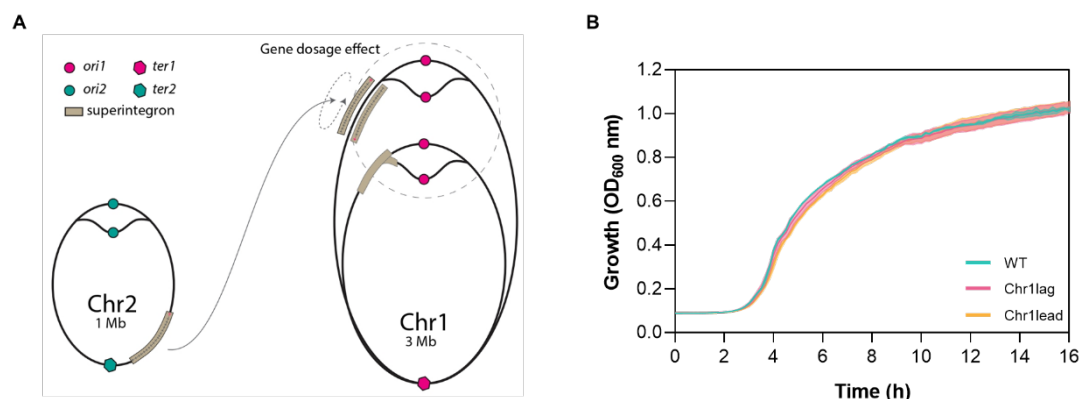 A
Gene dosage effect
ori1 ter1
ori2 ter2
superintegron
Chr2
1 Mb
Chr1
3 Mb
B
Growth (OD600 nm)
1.2
1.0
0.8
0.6
0.4
0.2
0.0
WT
Chr1lag
Chr1lead
0 2 4 6 8 10 12 14 16
Time (h)